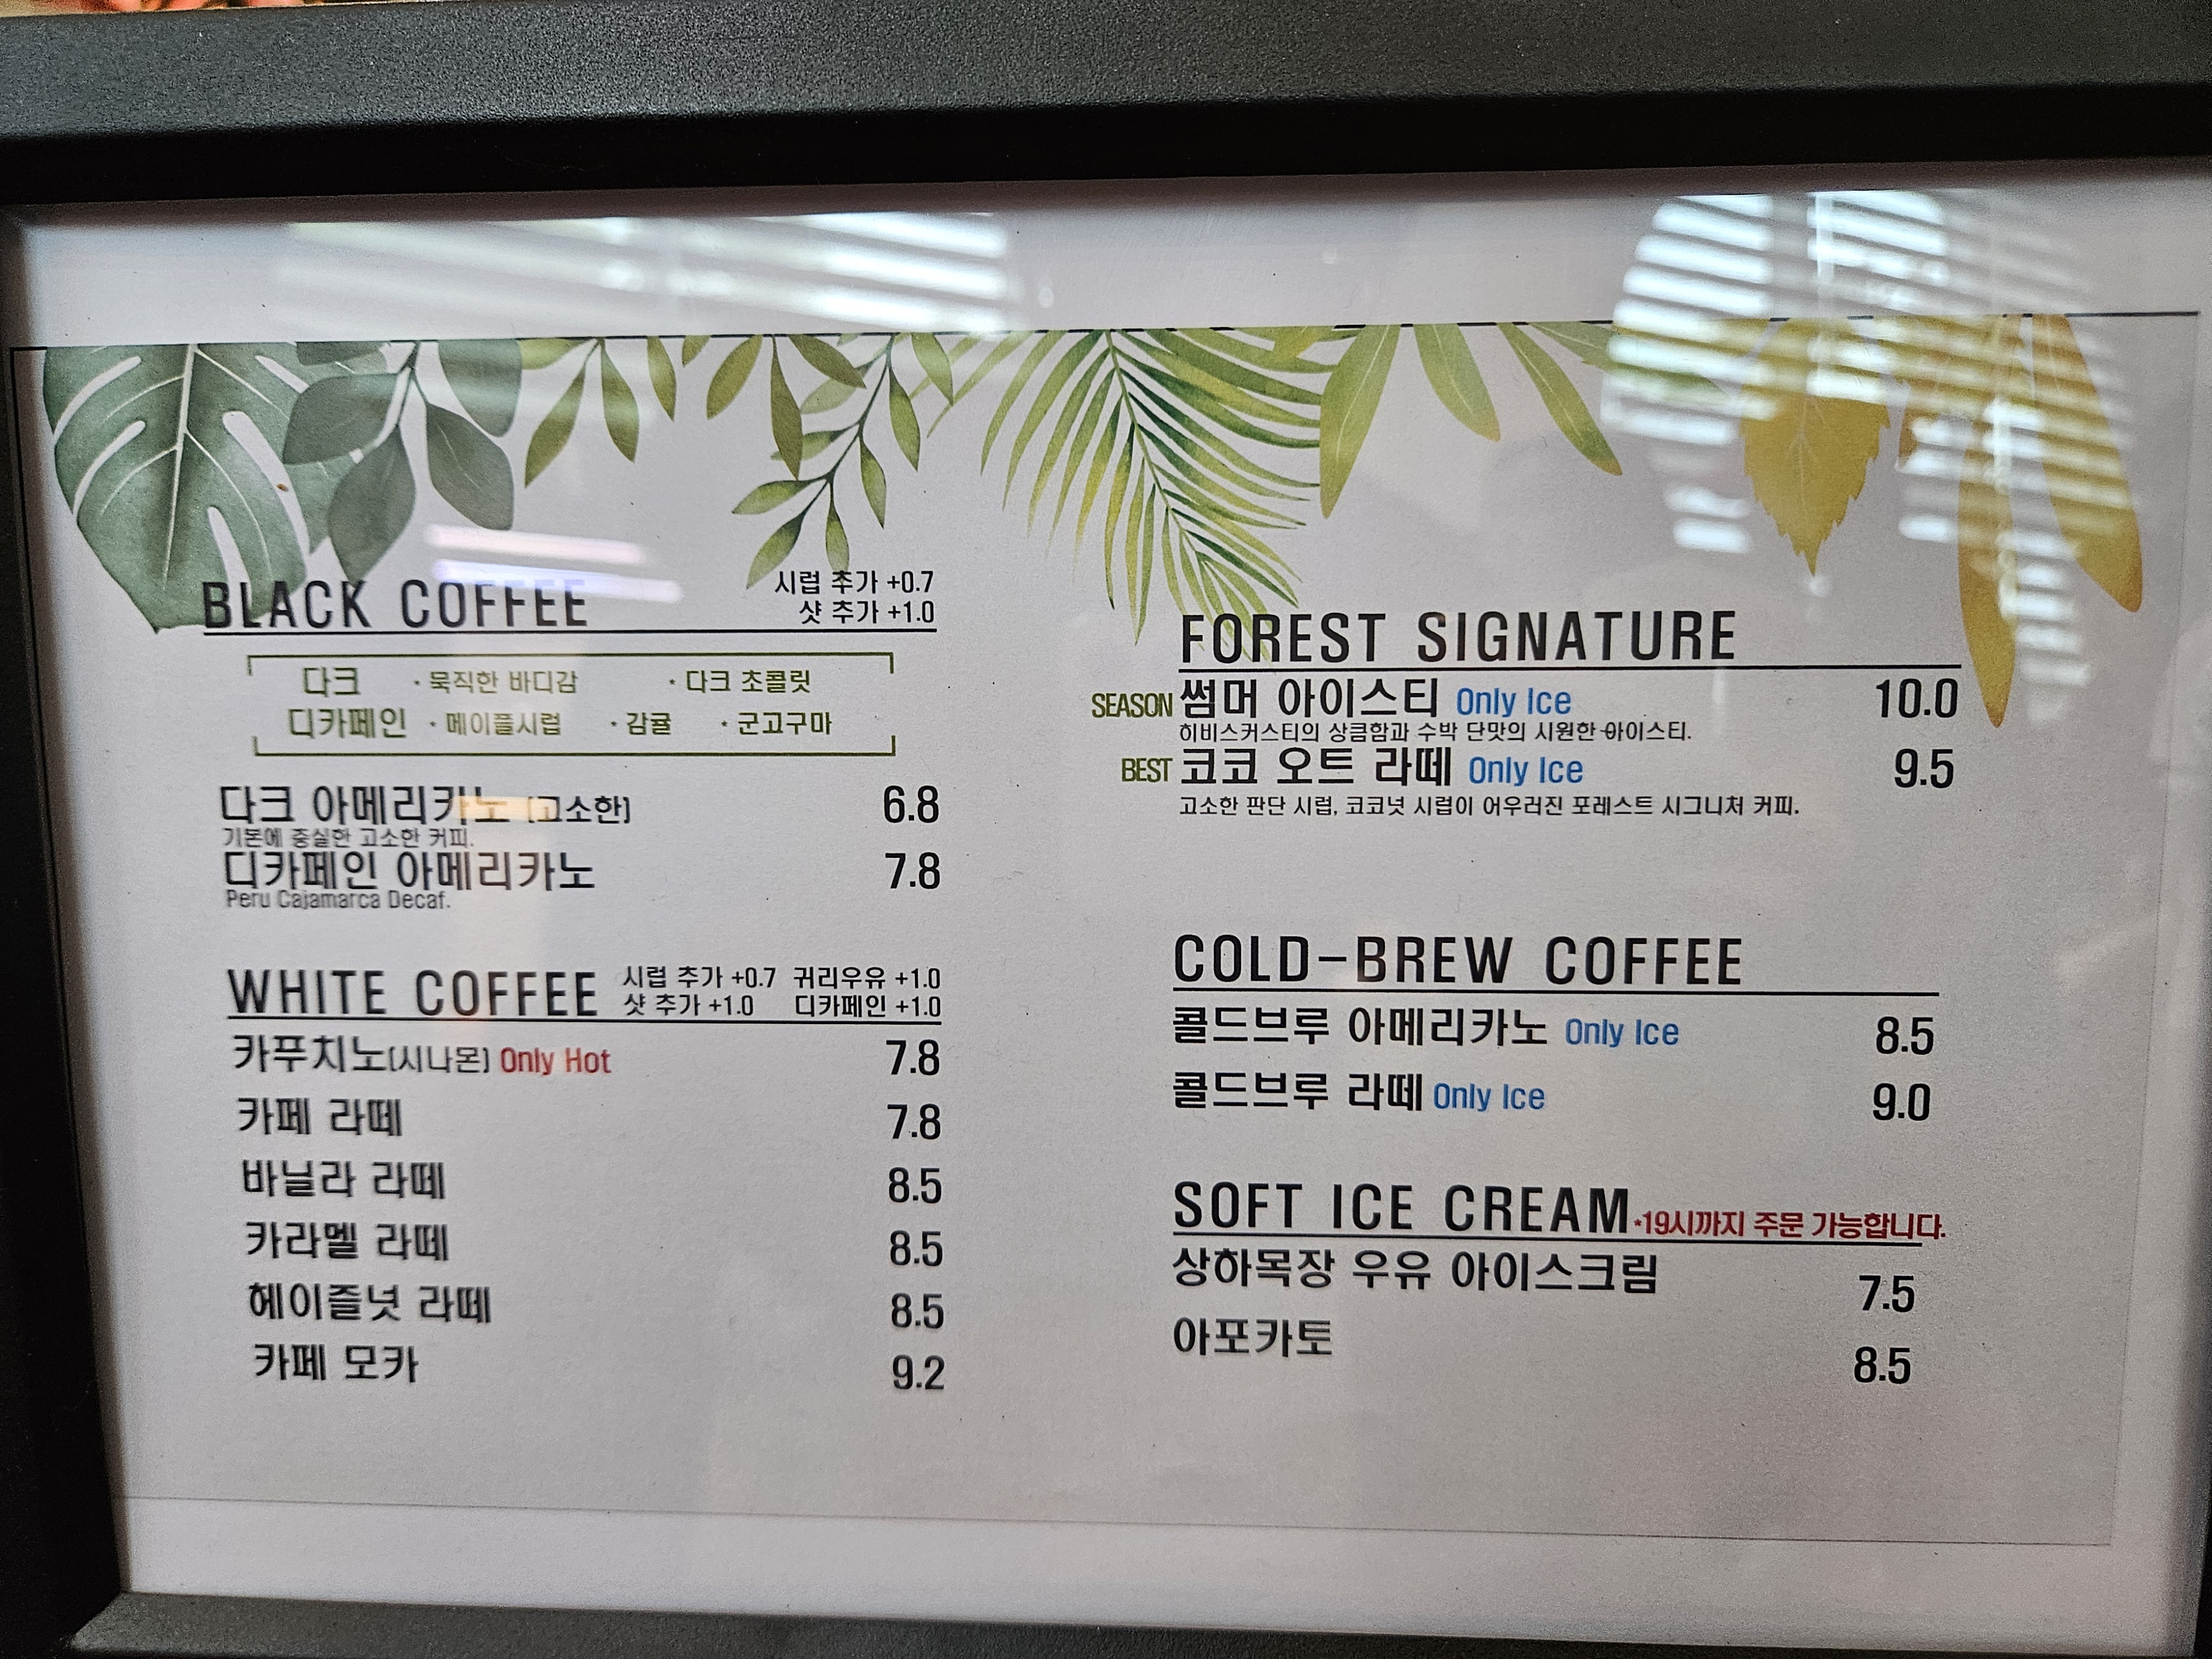 BLACK COFFEE
시럽 추가 +0.7
샷 추가 +1.0
다크 · 묵직한 바디감 · 다크 초콜릿
디카페인 · 메이플시럽 · 감귤 · 군고구마
다크 아메리카노 [고소한] 6.8
기본에 충실한 고소한 커피.
디카페인 아메리카노 7.8
Peru Cajamarca Decaf.
WHITE COFFEE
시럽 추가 +0.7 귀리우유 +1.0
샷 추가 +1.0 디카페인 +1.0
카푸치노[시나몬] Only Hot 7.8
카페 라떼 7.8
바닐라 라떼 8.5
카라멜 라떼 8.5
헤이즐넛 라떼 8.5
카페 모카 9.2
FOREST SIGNATURE
SEASON 썸머 아이스티 Only Ice 10.0
히비스커스티의 상큼함과 수박 단맛의 시원한 아이스티.
BEST 코코 오트 라떼 Only Ice 9.5
고소한 판단 시럽, 코코넛 시럽이 어우러진 포레스트 시그니처 커피.
COLD-BREW COFFEE
콜드브루 아메리카노 Only Ice 8.5
콜드브루 라떼 Only Ice 9.0
SOFT ICE CREAM *19시까지 주문 가능합니다.
상하목장 우유 아이스크림 7.5
아포카토 8.5